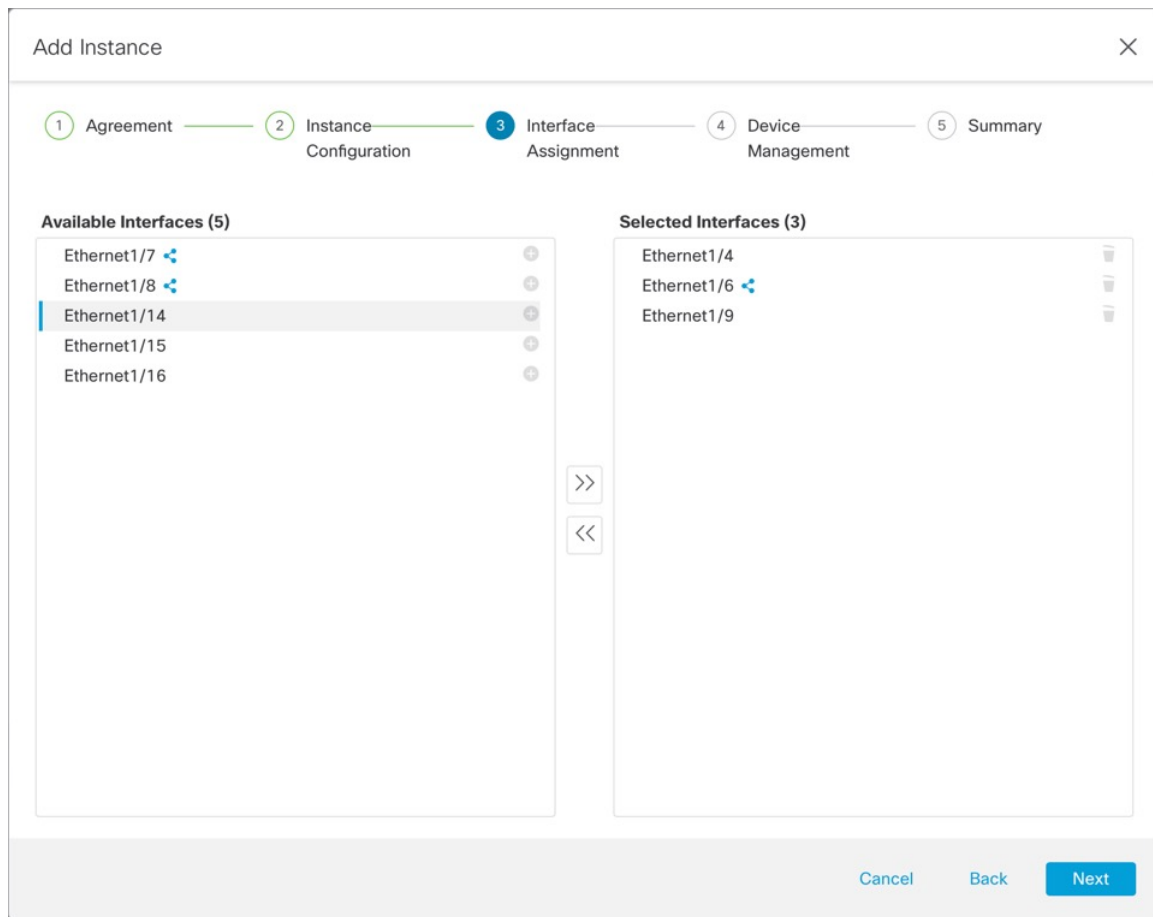 Add Instance
1 Agreement 2 Instance 3 Interface 4 Device 5 Summary
Configuration Assignment Management
Available Interfaces (5)
Selected Interfaces (3)
Ethernet1/7
Ethernet1/8
Ethernet1/14
Ethernet1/15
Ethernet1/16
Ethernet1/4
Ethernet1/6
Ethernet1/9
>>
<<
Cancel Back Next